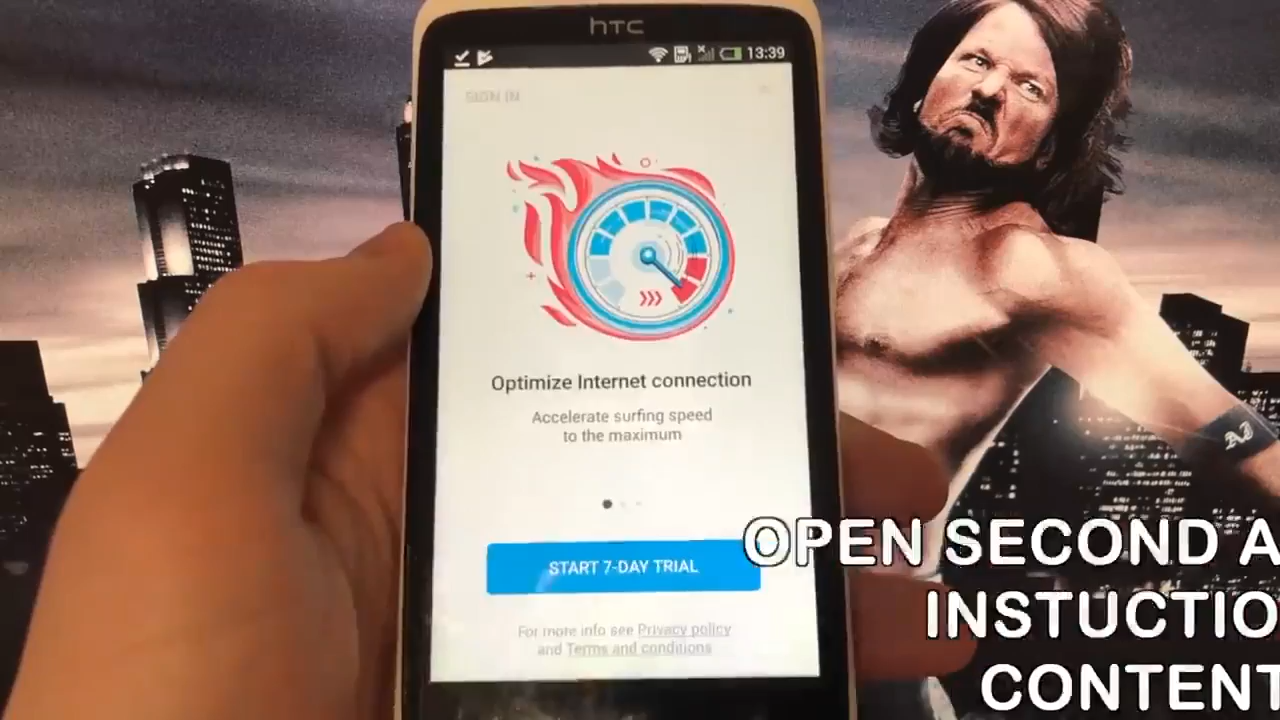 htc
13:39
SIGN IN
Optimize Internet connection
Accelerate surfing speed
to the maximum
START 7-DAY TRIAL
For more info see Privacy policy
and Terms and conditions
AJ
OPEN SECOND A
INSTUCTIO
CONTENT